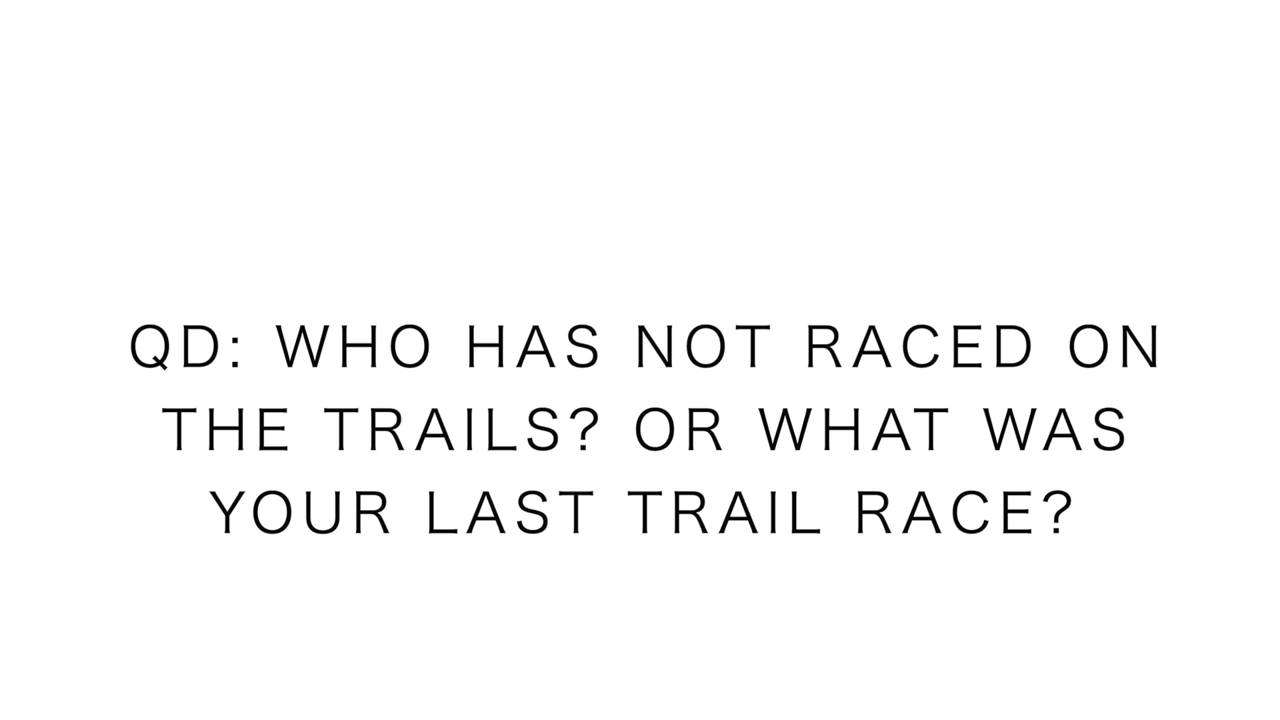 QD: WHO HAS NOT RACED ON
THE TRAILS? OR WHAT WAS
YOUR LAST TRAIL RACE?